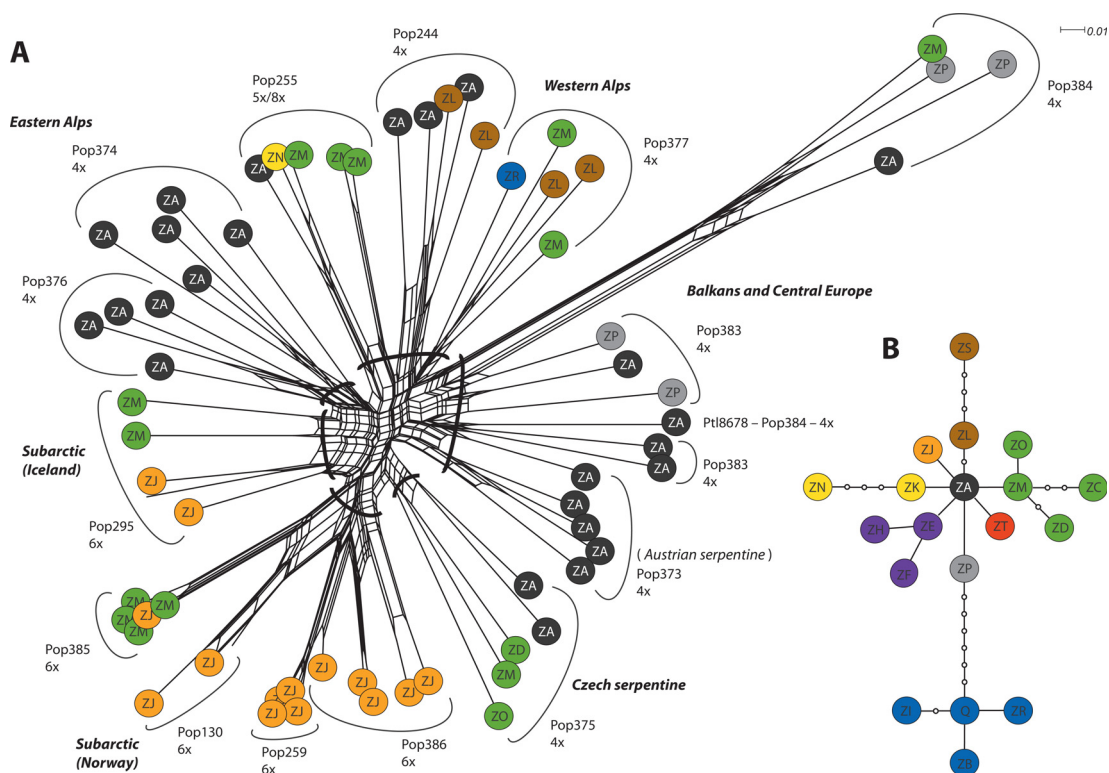 A
0.01
Pop244
4x
ZM
ZP
ZP
Pop384
4x
ZA
Pop255
5x/8x
ZA
ZL
ZA
ZA
ZL
Western Alps
ZM
Pop377
4x
ZR
ZL
ZL
ZM
Eastern Alps
Pop374
4x
ZN
ZM
ZA
ZM
ZM
ZA
ZA
ZA
ZA
ZA
Pop376
4x
ZA
ZA
ZA
ZA
Balkans and Central Europe
ZP
Pop383
4x
ZA
ZP
ZA
Ptl8678 – Pop384 – 4x
ZA
ZA
Pop383
4x
B
ZS
ZL
ZJ
ZO
ZN
ZK
ZA
ZM
ZC
ZH
ZE
ZT
ZD
ZF
ZP
ZI
Q
ZR
ZB
ZM
ZM
Subarctic
(Iceland)
ZJ
ZJ
Pop295
6x
ZA
ZA
ZA
ZA
ZA
( Austrian serpentine )
Pop373
4x
ZA
ZA
ZD
ZM
ZO
Czech serpentine
Pop375
4x
ZM
ZM
ZJ
ZM
ZM
Pop385
6x
ZJ
ZJ
Pop130
6x
Subarctic
(Norway)
ZJ
ZJ
ZJ
ZJ
Pop259
6x
ZJ
ZJ
ZJ
ZJ
ZJ
Pop386
6x